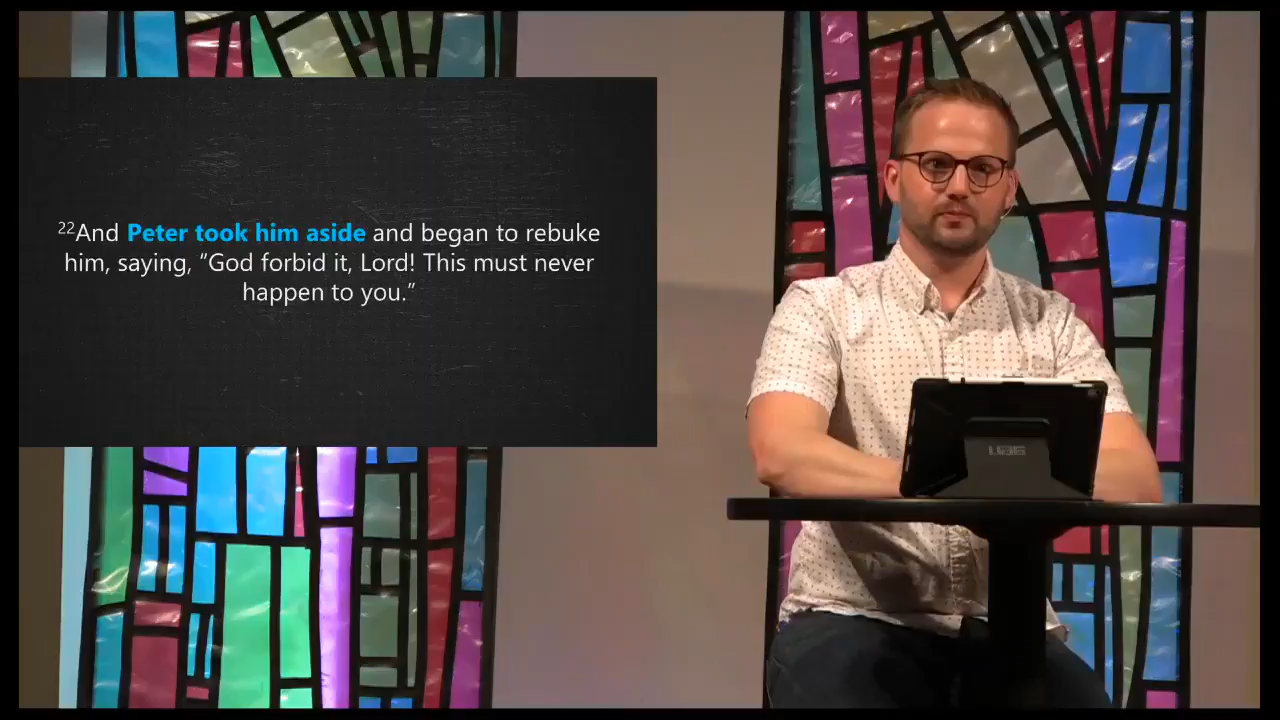 ²²And Peter took him aside and began to rebuke
him, saying, “God forbid it, Lord! This must never
happen to you.”